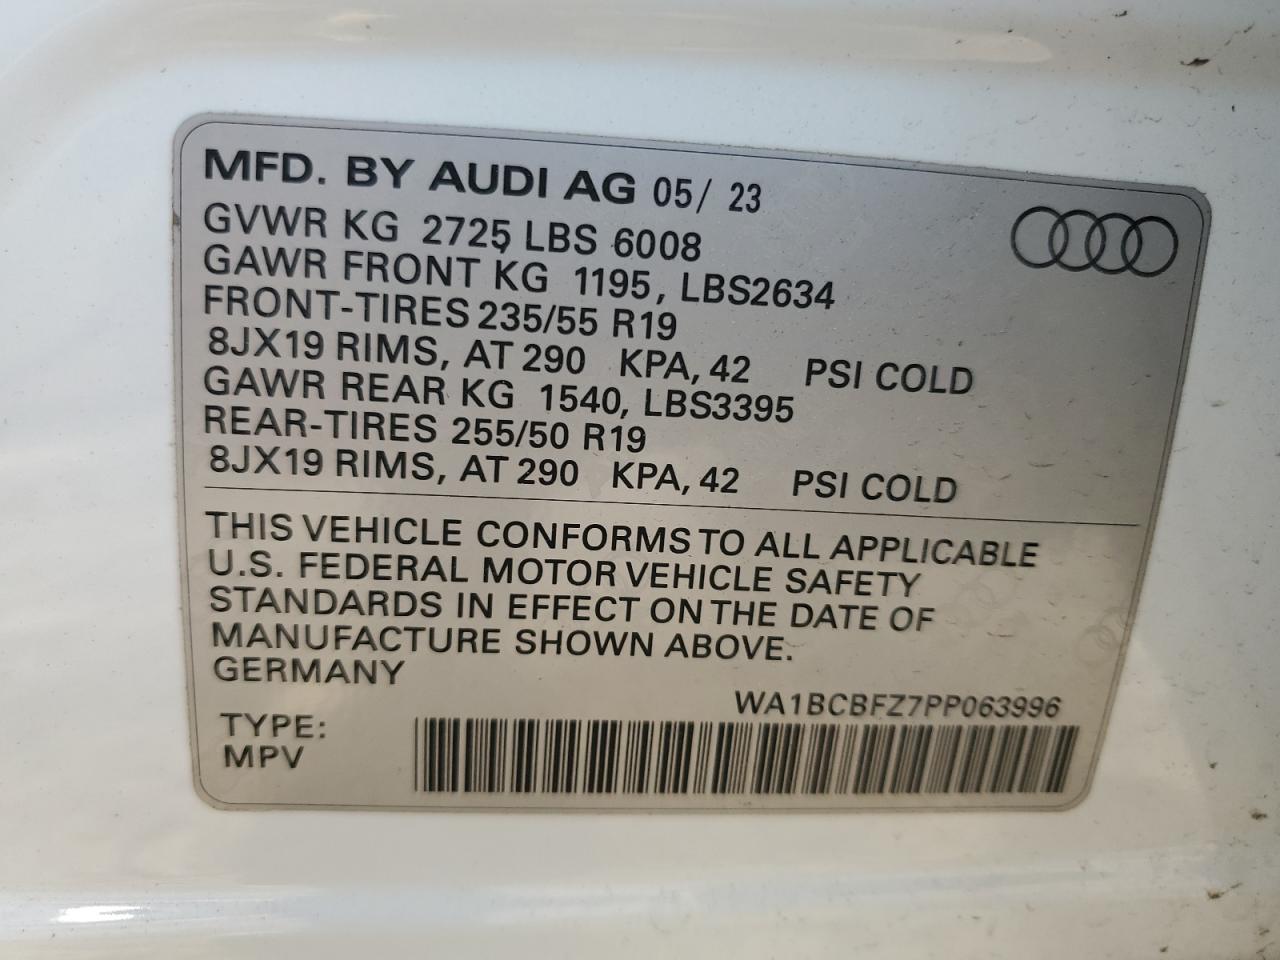 MFD. BY AUDI AG 05/ 23
GVWR KG 2725, LBS 6008
GAWR FRONT KG 1195, LBS2634
FRONT-TIRES 235/55 R19
8JX19 RIMS, AT 290 KPA, 42 PSI COLD
GAWR REAR KG 1540, LBS3395
REAR-TIRES 255/50 R19
8JX19 RIMS, AT 290 KPA, 42 PSI COLD
THIS VEHICLE CONFORMS TO ALL APPLICABLE
U.S. FEDERAL MOTOR VEHICLE SAFETY
STANDARDS IN EFFECT ON THE DATE OF
MANUFACTURE SHOWN ABOVE.
GERMANY
WA1BCBFZ7PP063996
TYPE:
MPV